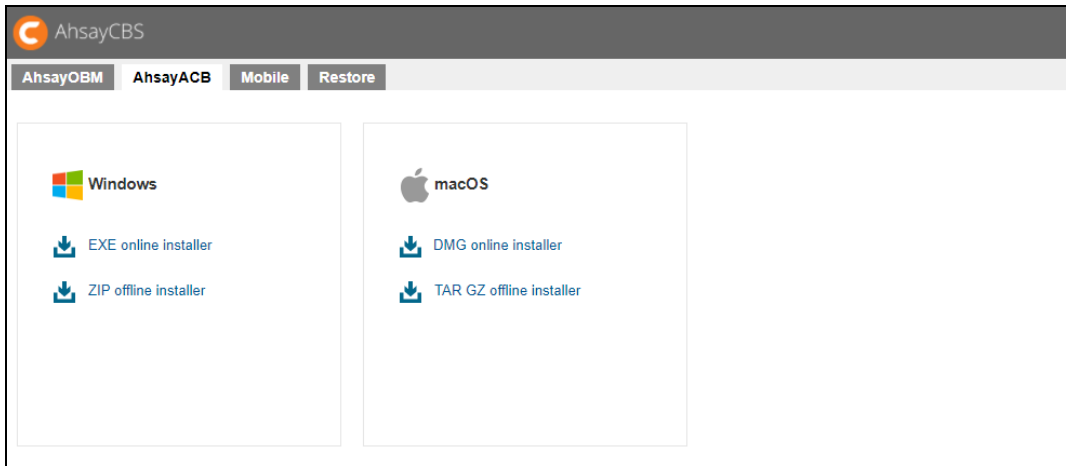 AhsayCBS
AhsayOBM AhsayACB Mobile Restore
Windows
EXE online installer
ZIP offline installer
macOS
DMG online installer
TAR GZ offline installer